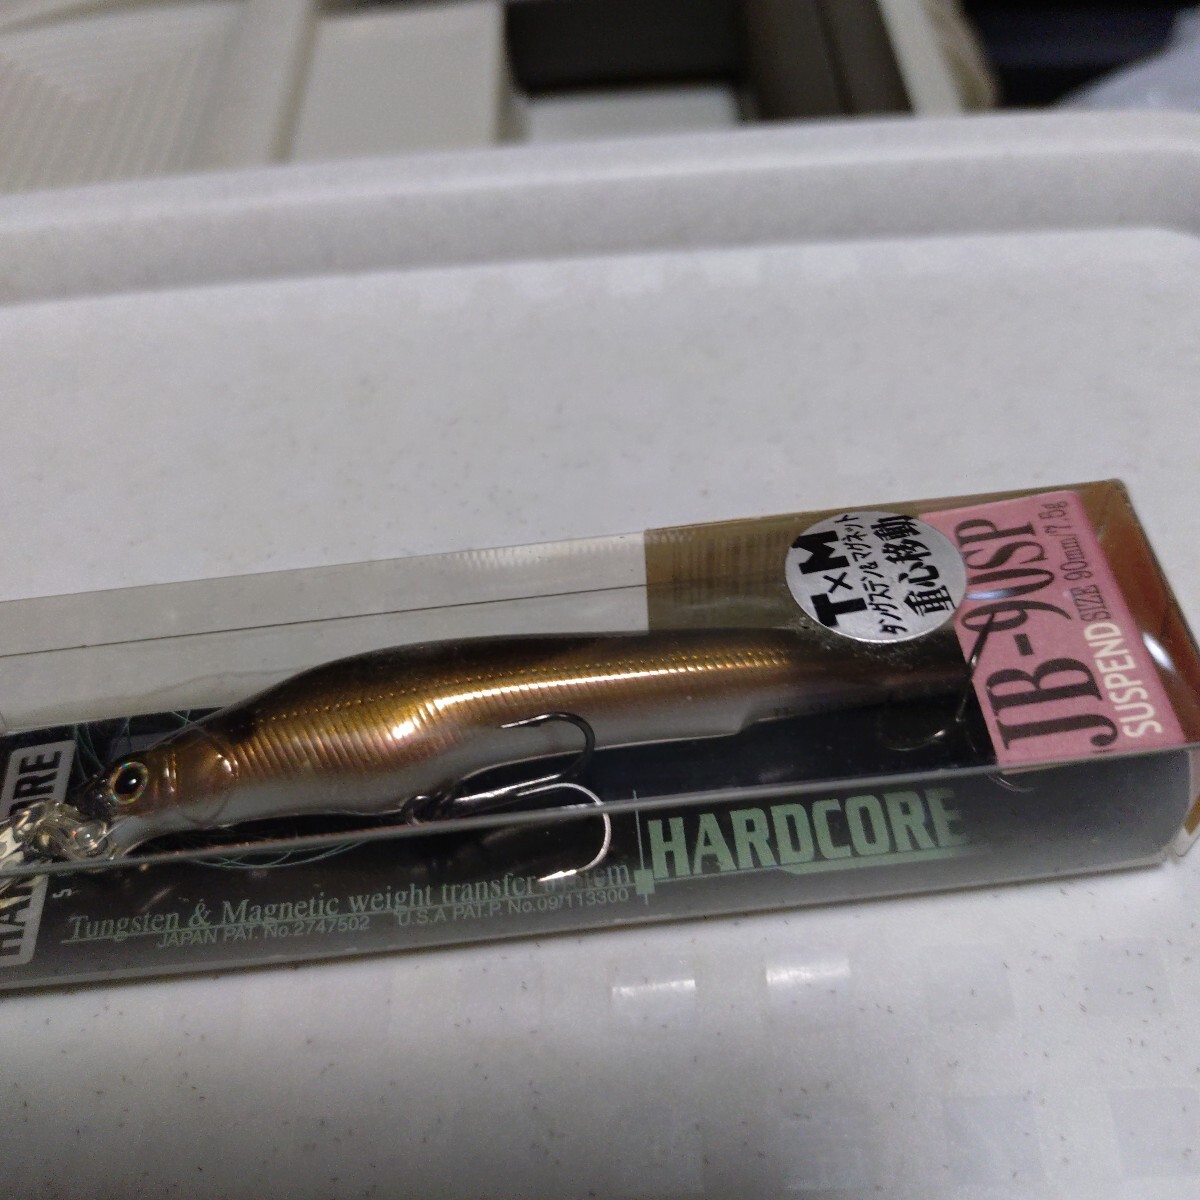 T×M
タングステン&マグネット
重心移動
JB-90SP
SUSPEND
SIZE 90mm/7.5g
HARDCORE
Tungsten & Magnetic weight transfer system
JAPAN PAT. No.2747502 U.S.A PAT.P. No.09/113300